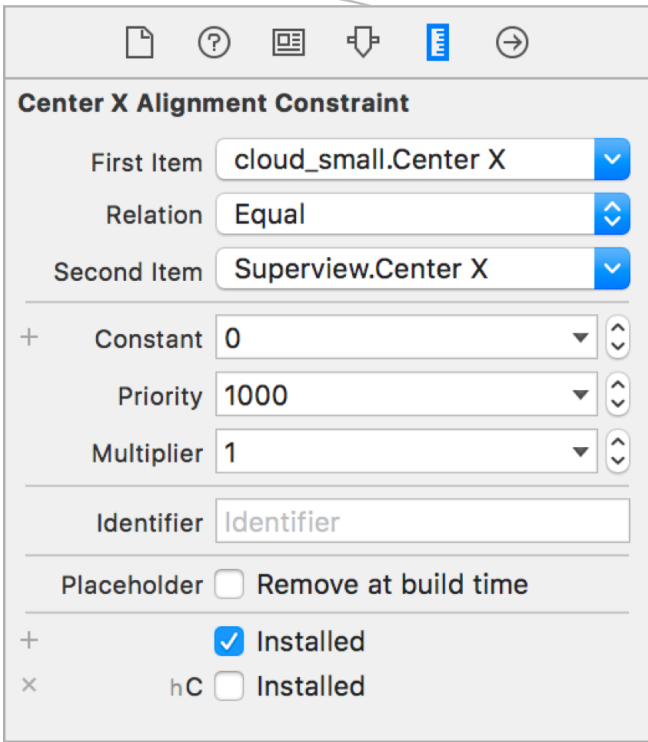 Center X Alignment Constraint
First Item cloud_small.Center X
Relation Equal
Second Item Superview.Center X
+ Constant 0
Priority 1000
Multiplier 1
Identifier Identifier
Placeholder Remove at build time
+ Installed
× hC Installed